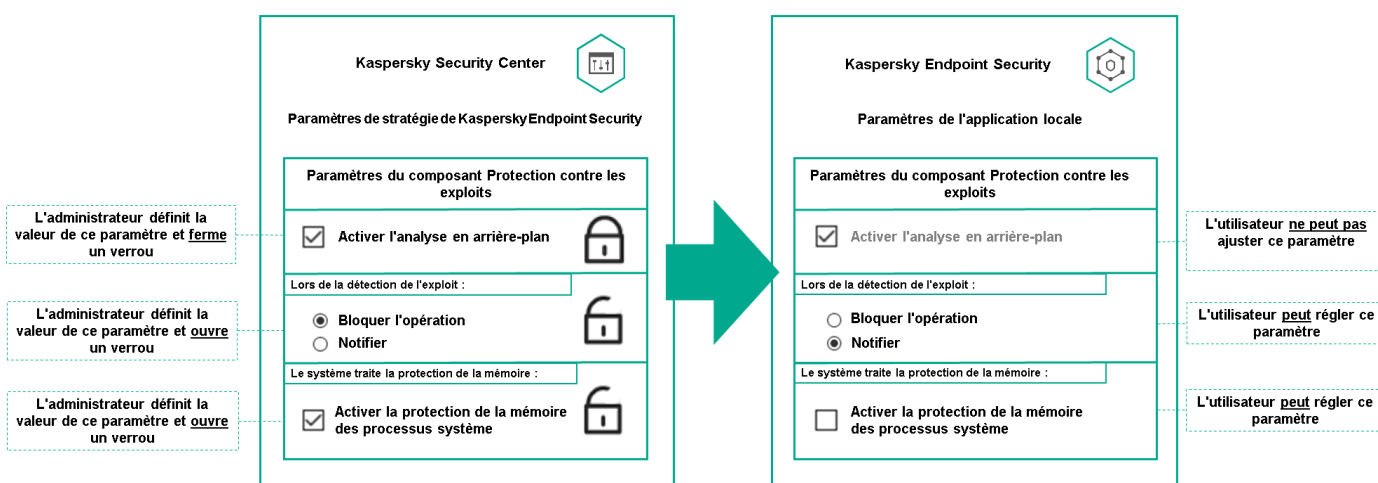 Kaspersky Security Center
Paramètres de stratégie de Kaspersky Endpoint Security
Paramètres du composant Protection contre les
exploits
L'administrateur définit la
valeur de ce paramètre et ferme
un verrou
Activer l'analyse en arrière-plan
Lors de la détection de l'exploit :
L'administrateur définit la
valeur de ce paramètre et ouvre
un verrou
Bloquer l'opération
Notifier
Le système traite la protection de la mémoire :
L'administrateur définit la
valeur de ce paramètre et ouvre
un verrou
Activer la protection de la mémoire
des processus système
Kaspersky Endpoint Security
Paramètres de l'application locale
Paramètres du composant Protection contre les
exploits
Activer l'analyse en arrière-plan
L'utilisateur ne peut pas
ajuster ce paramètre
Lors de la détection de l'exploit :
Bloquer l'opération
Notifier
L'utilisateur peut régler ce
paramètre
Le système traite la protection de la mémoire :
Activer la protection de la mémoire
des processus système
L'utilisateur peut régler ce
paramètre